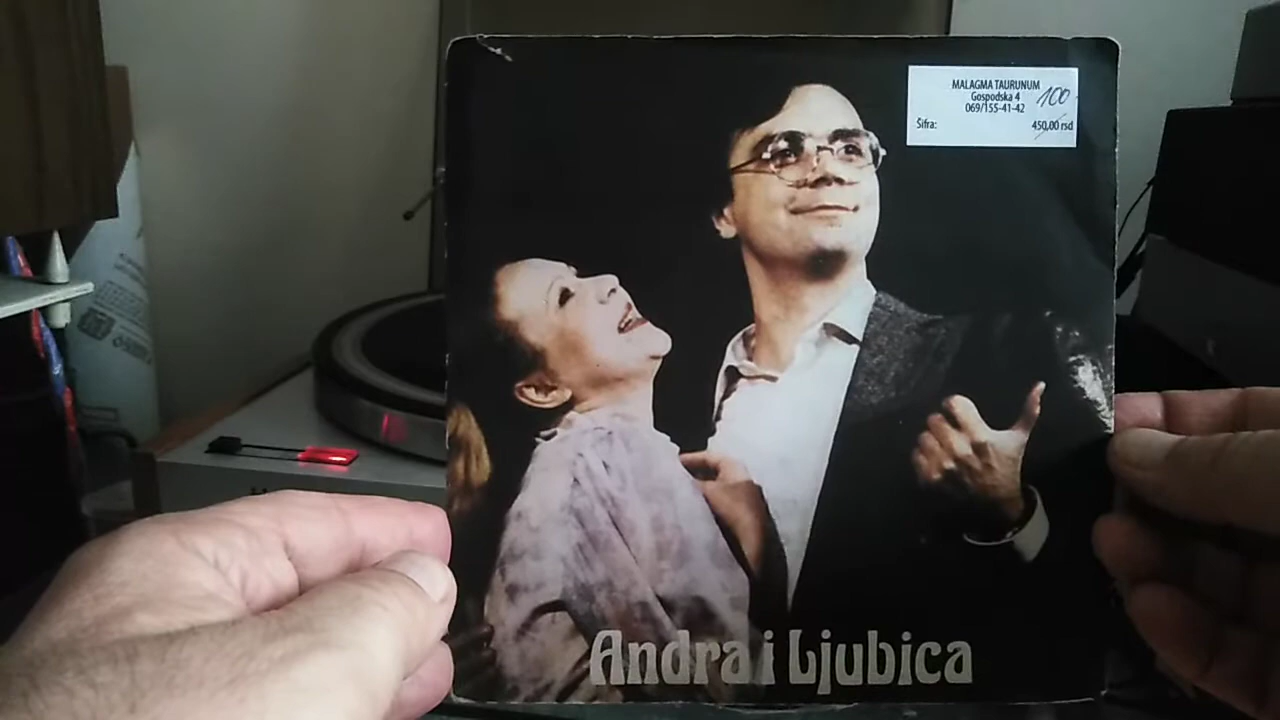 MALAGMA TAURUNUM
Gospodska 4
100
069/155-41-42
Šifra: 450,00 rsd
Andra i Ljubica